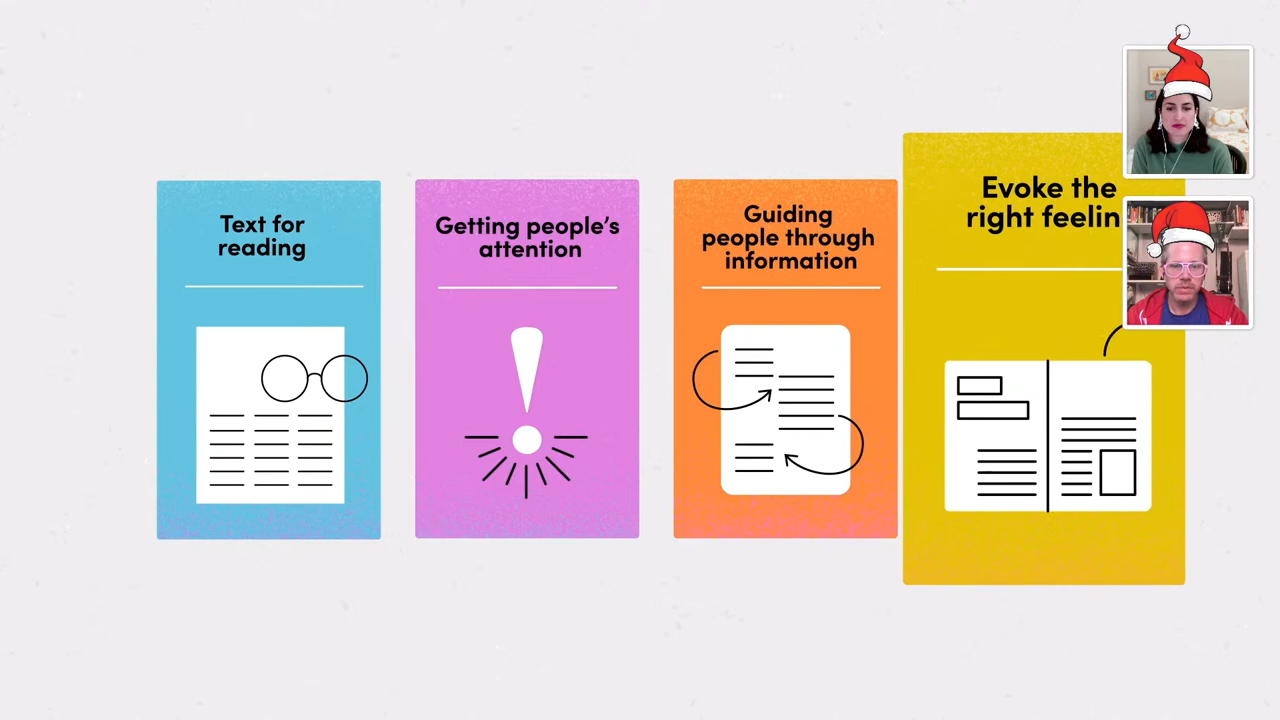 Text for
reading
Getting people's
attention
Guiding
people through
information
Evoke the
right feelin